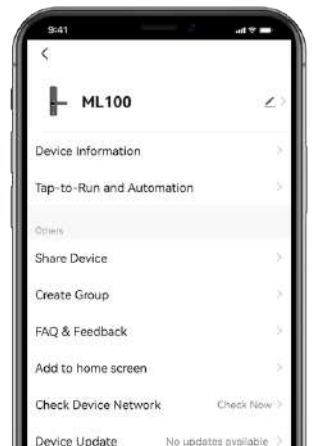 9:41
ML100
Device Information
Tap-to-Run and Automation
Others
Share Device
Create Group
FAQ & Feedback
Add to home screen
Check Device Network Check Now
Device Update No updates available